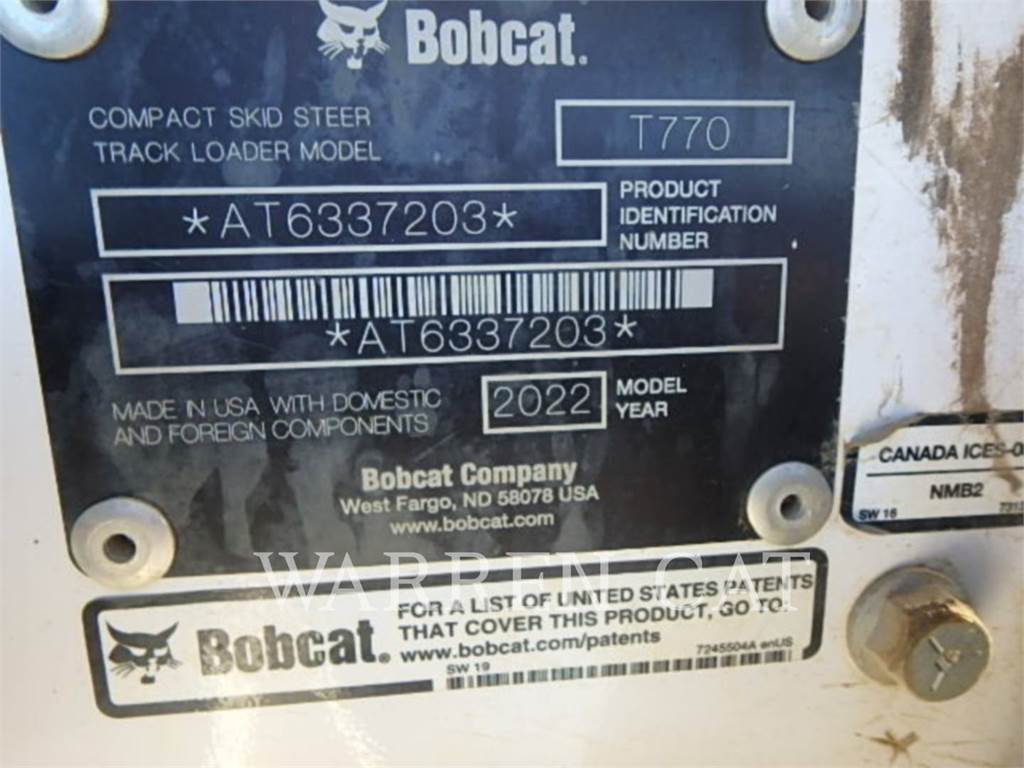 Bobcat.
COMPACT SKID STEER
TRACK LOADER MODEL
T770
*AT6337203*
PRODUCT
IDENTIFICATION
NUMBER
*AT6337203*
MADE IN USA WITH DOMESTIC
AND FOREIGN COMPONENTS
2022
MODEL
YEAR
Bobcat Company
West Fargo, ND 58078 USA
www.bobcat.com
CANADA ICES-0
NMB2
SW 16
WARREN CAT
Bobcat.
FOR A LIST OF UNITED STATES PATENTS
THAT COVER THIS PRODUCT, GO TO:
www.bobcat.com/patents
SW 19
7245504A enUS